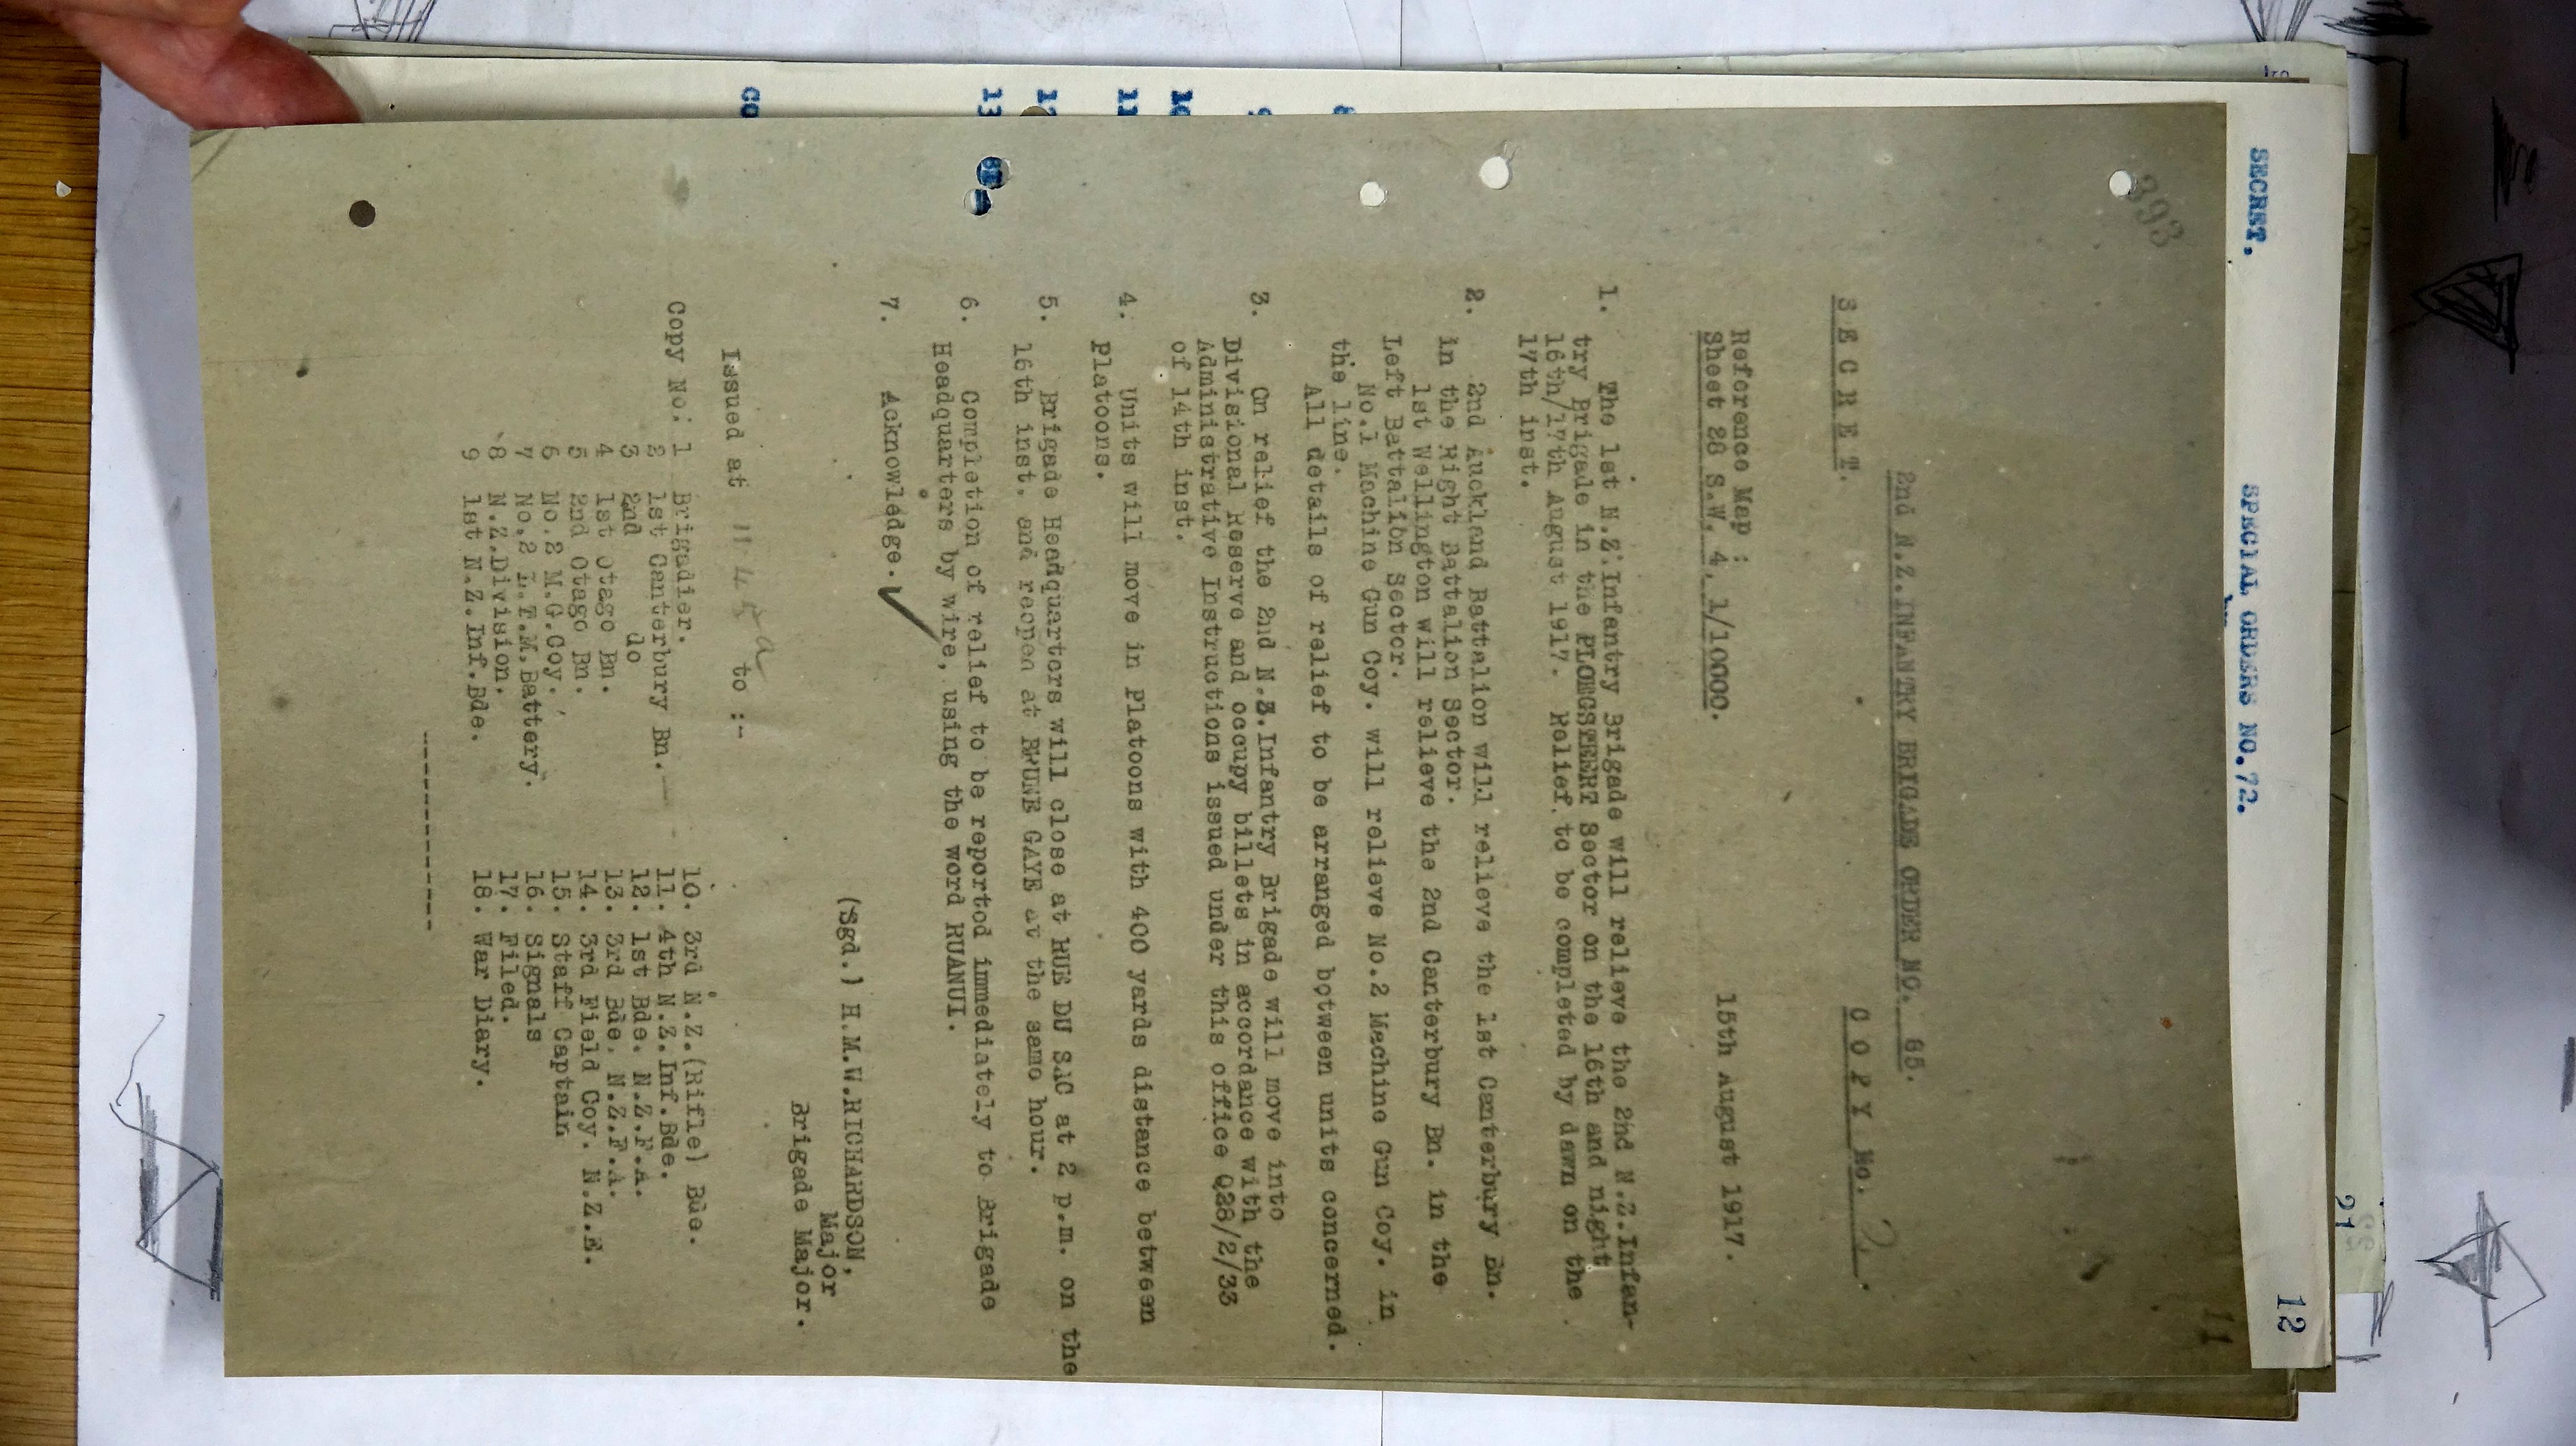 SECRET.
SPECIAL ORDERS NO.72.
12
393
11
2nd N.Z.INFANTRY BRIGADE ORDER NO. 65.
S E C R E T.
C O P Y No. 2.
Reference Map :
Sheet 28 S.W. 4, 1/10000.
15th August 1917.
1. The 1st N.Z.Infantry Brigade will relieve the 2nd N.Z.Infan-
try Brigade in the PLOEGSTEERT Sector on the 16th and night
16th/17th August 1917. Relief to be completed by dawn on the
17th inst.
2. 2nd Auckland Battalion will relieve the 1st Canterbury Bn.
in the Right Battalion Sector.
1st Wellington will relieve the 2nd Canterbury Bn. in the
Left Battalion Sector.
No.1 Machine Gun Coy. will relieve No.2 Machine Gun Coy. in
the line.
All details of relief to be arranged between units concerned.
3. On relief the 2nd N.Z.Infantry Brigade will move into
Divisional Reserve and occupy billets in accordance with the
Administrative Instructions issued under this office Q28/2/33
of 14th inst.
4. Units will move in Platoons with 400 yards distance between
platoons.
5. Brigade Headquarters will close at RUE DU SAC at 2 p.m. on the
16th inst. and reopen at BRUNE GAYE at the same hour.
6. Completion of relief to be reported immediately to Brigade
Headquarters by wire, using the word RUANUI.
7. Acknowledge.
(Sgd.) H.M.W.RICHARDSON,
Major
Brigade Major.
Issued at to :-
Copy No: 1 Brigadier. 10. 3rd N.Z.(Rifle) Bde.
2 1st Canterbury Bn. 11. 4th N.Z.Inf.Bde.
3 2nd do 12. 1st Bde. N.Z.F.A.
4 1st Otago Bn. 13. 3rd Bde. N.Z.F.A.
5 2nd Otago Bn. 14. 3rd Field Coy. N.Z.E.
6 No.2 M.G.Coy. 15. Staff Captain
7 No.2 L.T.M.Battery. 16. Signals
8 N.Z.Division. 17. Filed.
9 1st N.Z.Inf.Bde. 18. War Diary.
10
11
13
CO
21